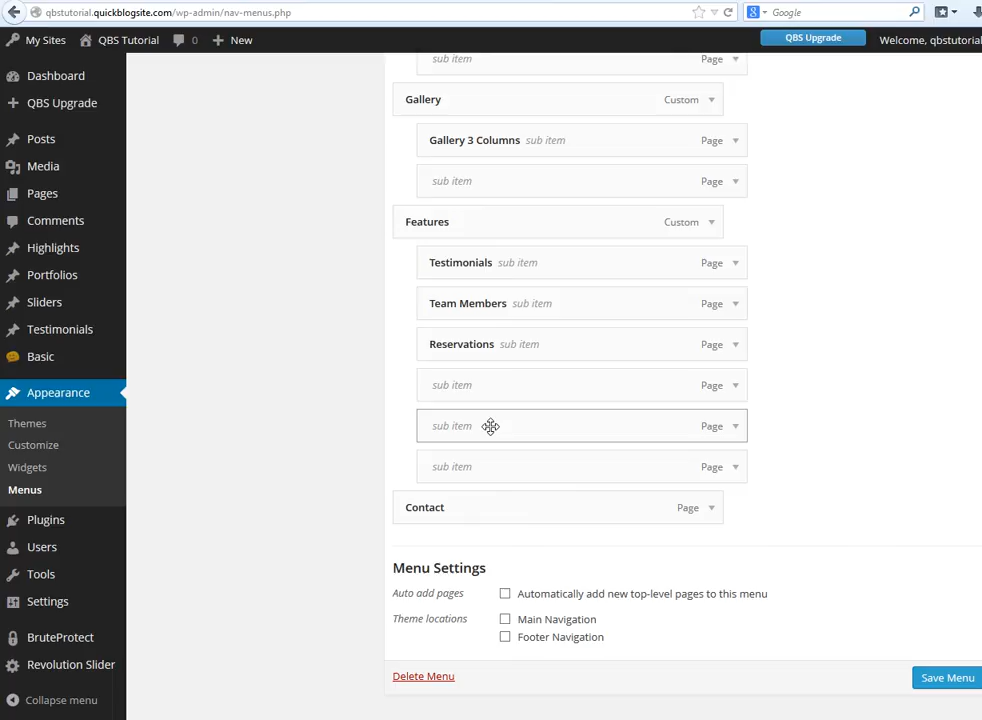 qbstutorial.quickblogsite.com/wp-admin/nav-menus.php
Google
My Sites
QBS Tutorial
0
New
QBS Upgrade
Welcome, qbstutorial
Dashboard
QBS Upgrade
Posts
Media
Pages
Comments
Highlights
Portfolios
Sliders
Testimonials
Basic
Appearance
Themes
Customize
Widgets
Menus
Plugins
Users
Tools
Settings
BruteProtect
Revolution Slider
Collapse menu
sub item Page
Gallery Custom
Gallery 3 Columns sub item Page
sub item Page
Features Custom
Testimonials sub item Page
Team Members sub item Page
Reservations sub item Page
sub item Page
sub item Page
sub item Page
Contact Page
Menu Settings
Auto add pages Automatically add new top-level pages to this menu
Theme locations Main Navigation
Footer Navigation
Delete Menu
Save Menu